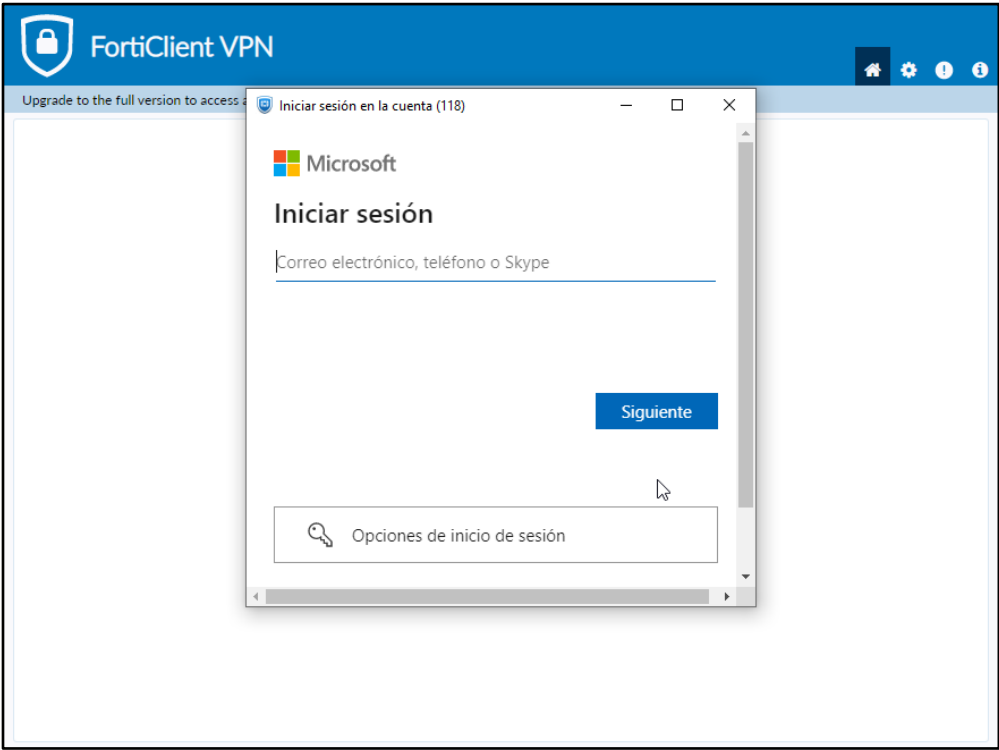 FortiClient VPN
Upgrade to the full version to access
Iniciar sesión en la cuenta (118)
Microsoft
Iniciar sesión
Correo electrónico, teléfono o Skype
Siguiente
Opciones de inicio de sesión